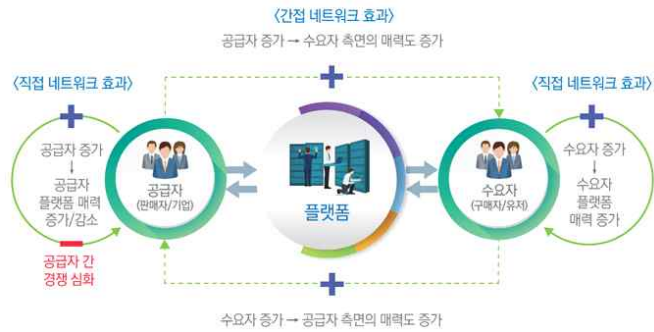 〈간접 네트워크 효과〉
공급자 증가 → 수요자 측면의 매력도 증가
〈직접 네트워크 효과〉
공급자 증가
↓
공급자
플랫폼 매력
증가/감소
공급자 간
경쟁 심화
공급자
(판매자/기업)
플랫폼
수요자
(구매자/유저)
〈직접 네트워크 효과〉
수요자 증가
↓
수요자
플랫폼
매력 증가
수요자 증가 → 공급자 측면의 매력도 증가